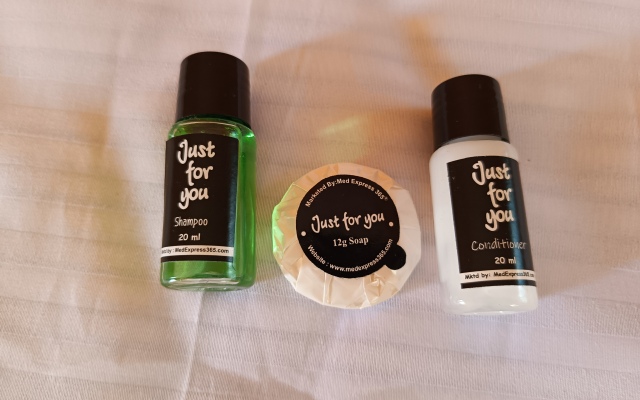 Just
for
you
Shampoo
20 ml
by: MedExpress365.com
Marketed By:Med Express 365®
Just for you
12g Soap
Website : www.medexpress365.com
Just
for
you
Conditioner
20 ml
Mktd by: MedExpress365.com